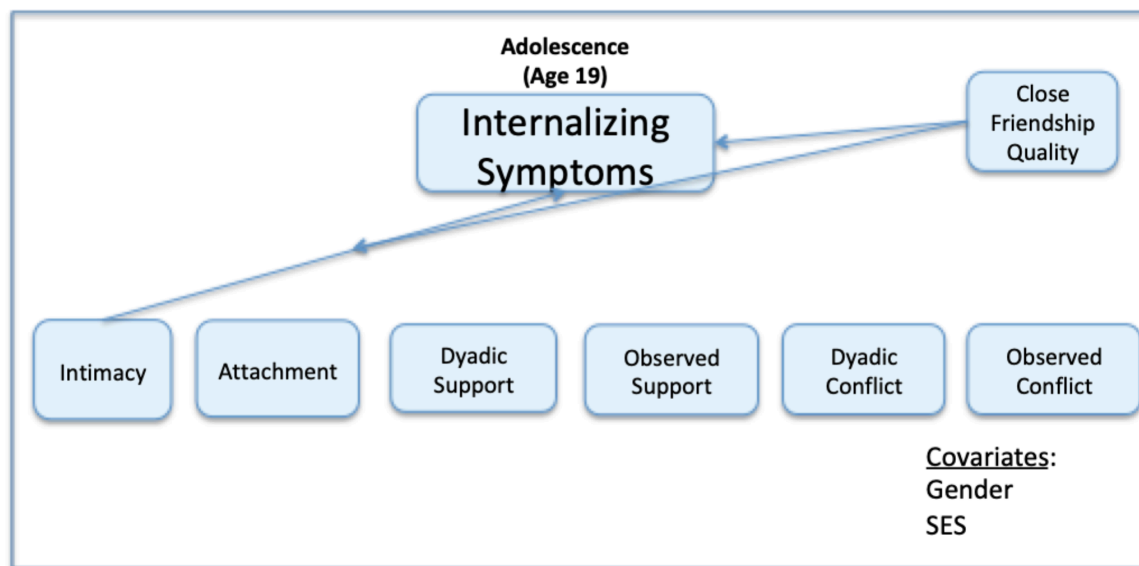 Adolescence
(Age 19)
Internalizing
Symptoms
Close
Friendship
Quality
Intimacy
Attachment
Dyadic
Support
Observed
Support
Dyadic
Conflict
Observed
Conflict
Covariates:
Gender
SES